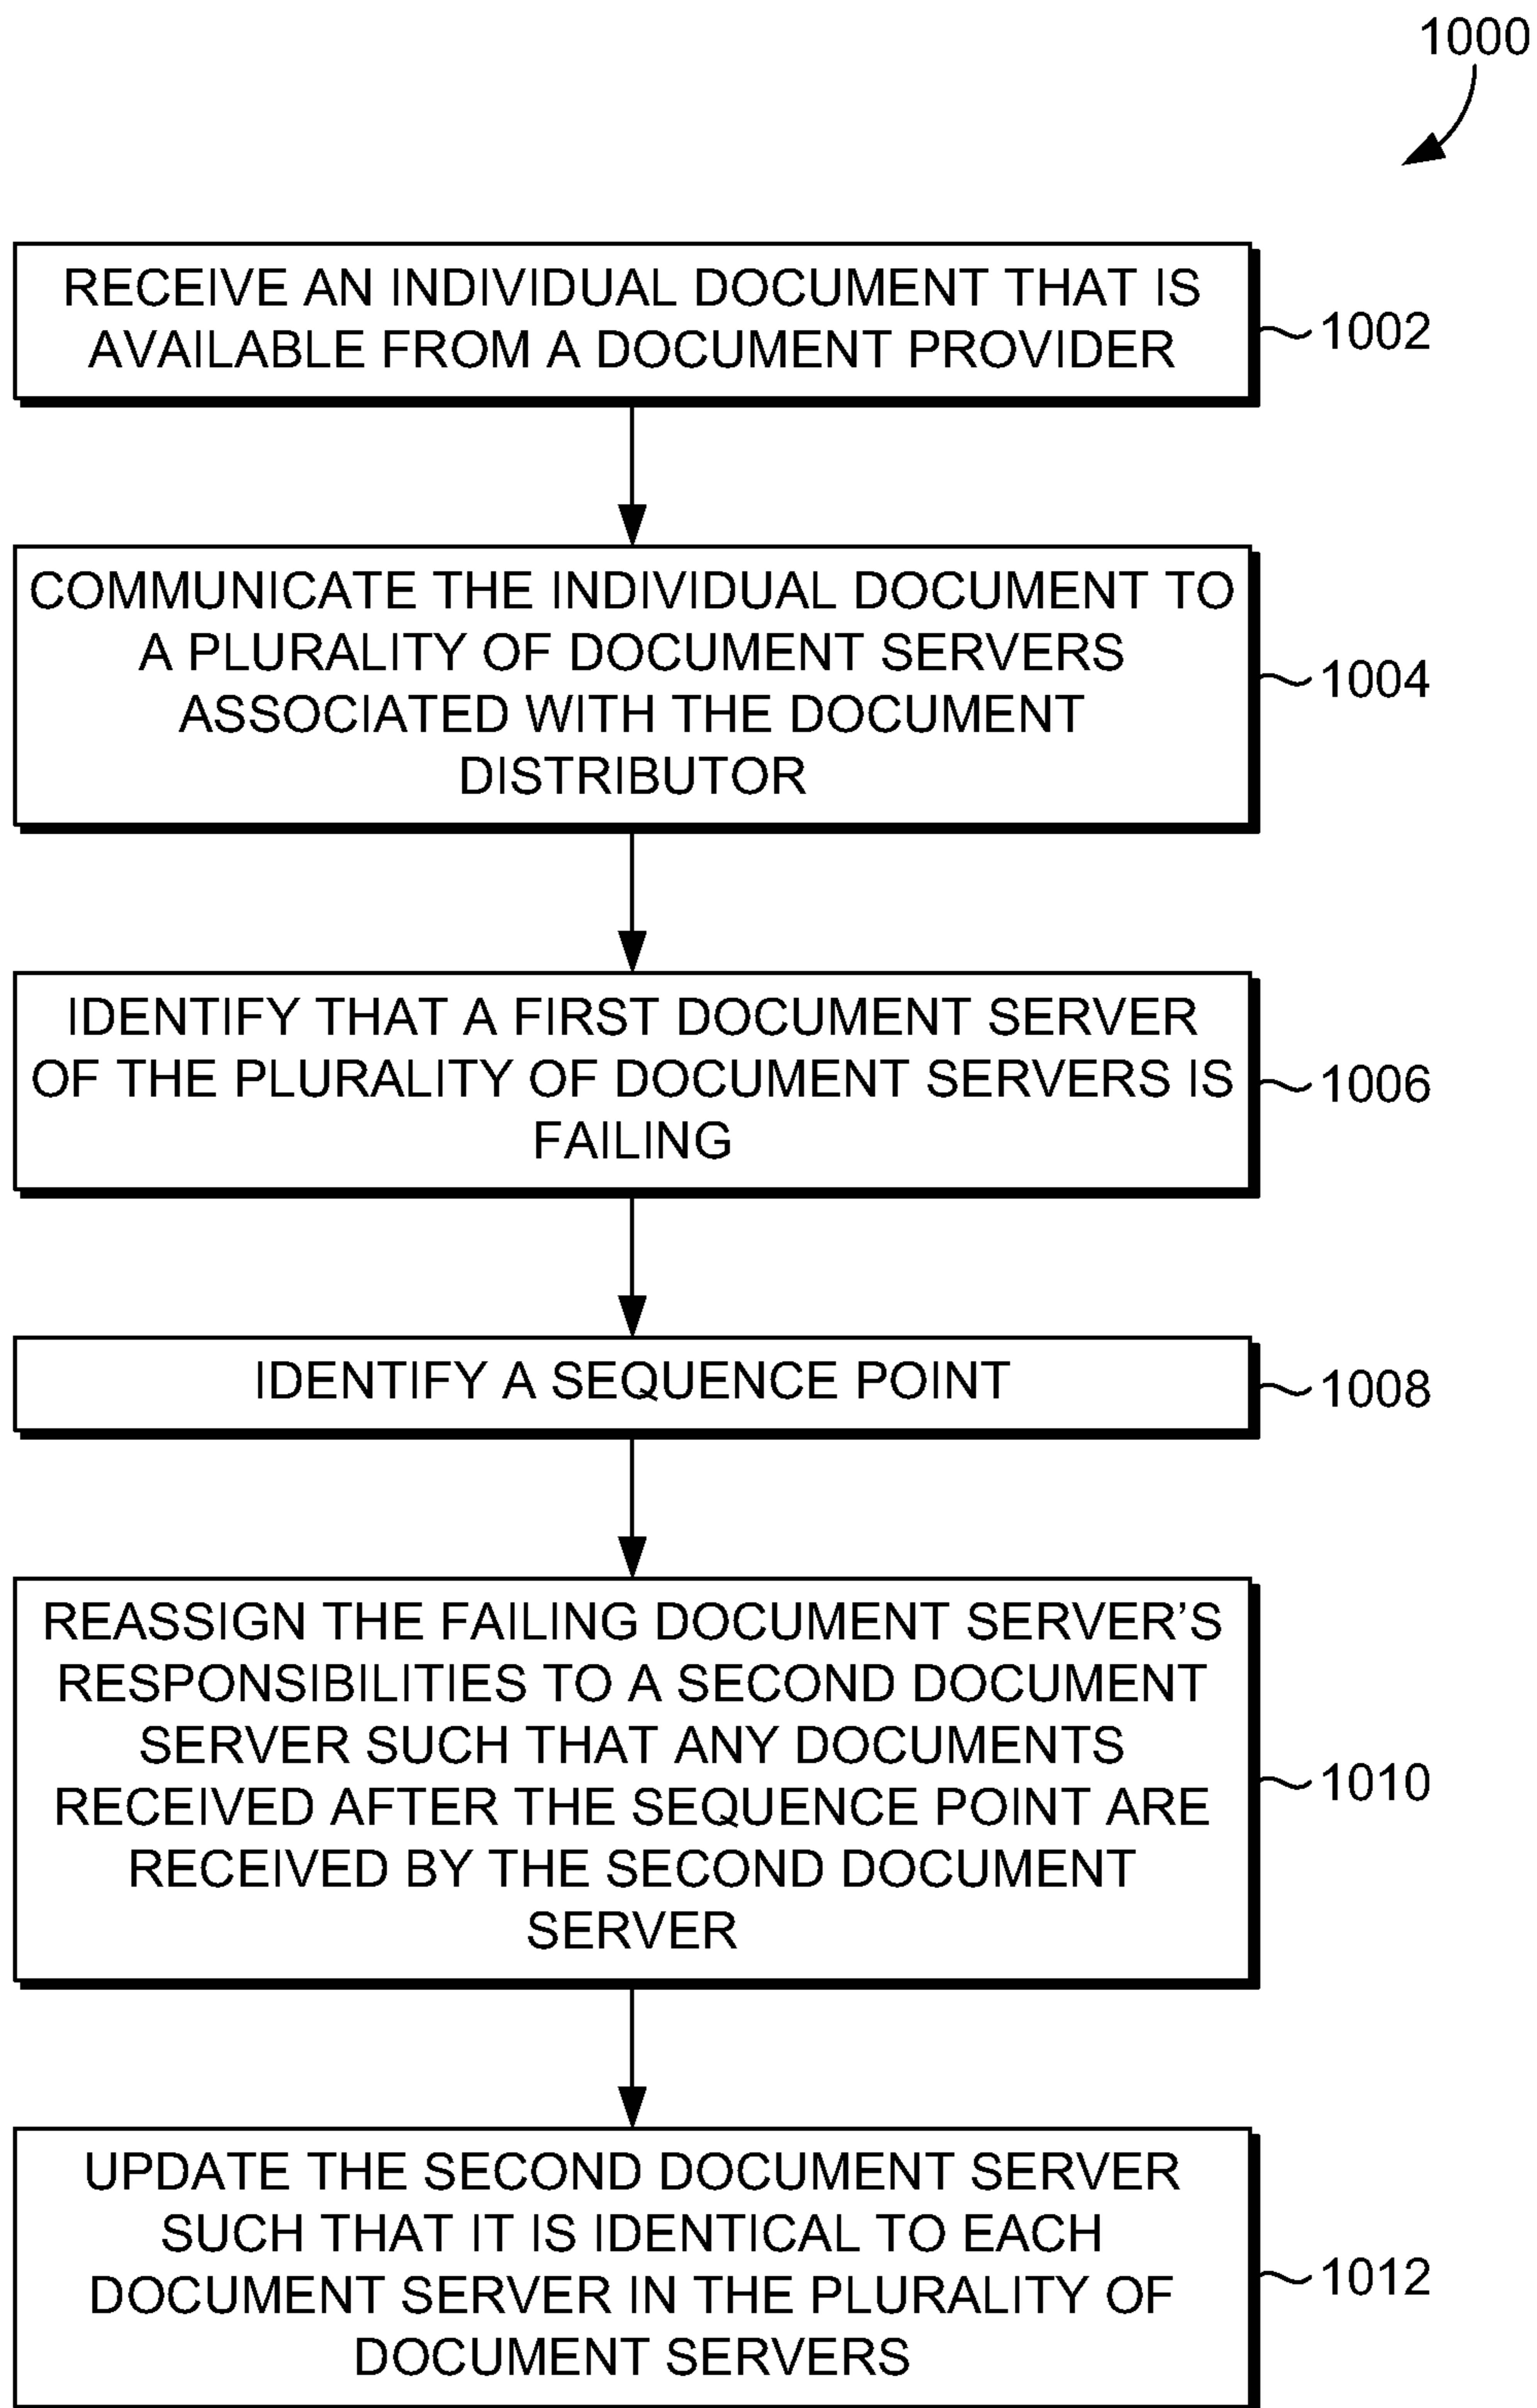 1000
RECEIVE AN INDIVIDUAL DOCUMENT THAT IS
AVAILABLE FROM A DOCUMENT PROVIDER
1002
COMMUNICATE THE INDIVIDUAL DOCUMENT TO
A PLURALITY OF DOCUMENT SERVERS
ASSOCIATED WITH THE DOCUMENT
DISTRIBUTOR
1004
IDENTIFY THAT A FIRST DOCUMENT SERVER
OF THE PLURALITY OF DOCUMENT SERVERS IS
FAILING
1006
IDENTIFY A SEQUENCE POINT
1008
REASSIGN THE FAILING DOCUMENT SERVER’S
RESPONSIBILITIES TO A SECOND DOCUMENT
SERVER SUCH THAT ANY DOCUMENTS
RECEIVED AFTER THE SEQUENCE POINT ARE
RECEIVED BY THE SECOND DOCUMENT
SERVER
1010
UPDATE THE SECOND DOCUMENT SERVER
SUCH THAT IT IS IDENTICAL TO EACH
DOCUMENT SERVER IN THE PLURALITY OF
DOCUMENT SERVERS
1012